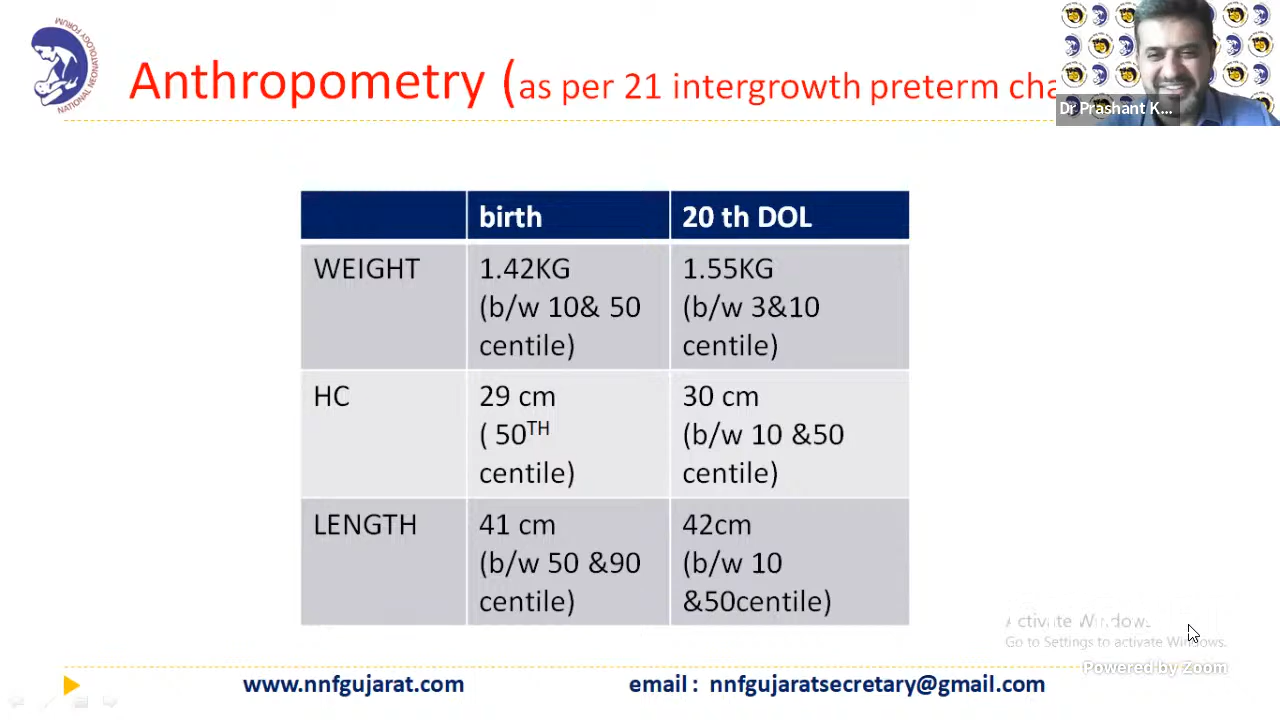 NATIONAL NEONATOLOGY FORUM
Anthropometry (as per 21 intergrowth preterm cha
Dr Prashant K...
birth
20 th DOL
WEIGHT
1.42KG
(b/w 10& 50
centile)
1.55KG
(b/w 3&10
centile)
HC
29 cm
( 50TH
centile)
30 cm
(b/w 10 &50
centile)
LENGTH
41 cm
(b/w 50 &90
centile)
42cm
(b/w 10
&50centile)
Activate Windows
Go to Settings to activate Windows.
Powered by Zoom
www.nnfgujarat.com
email : nnfgujaratsecretary@gmail.com